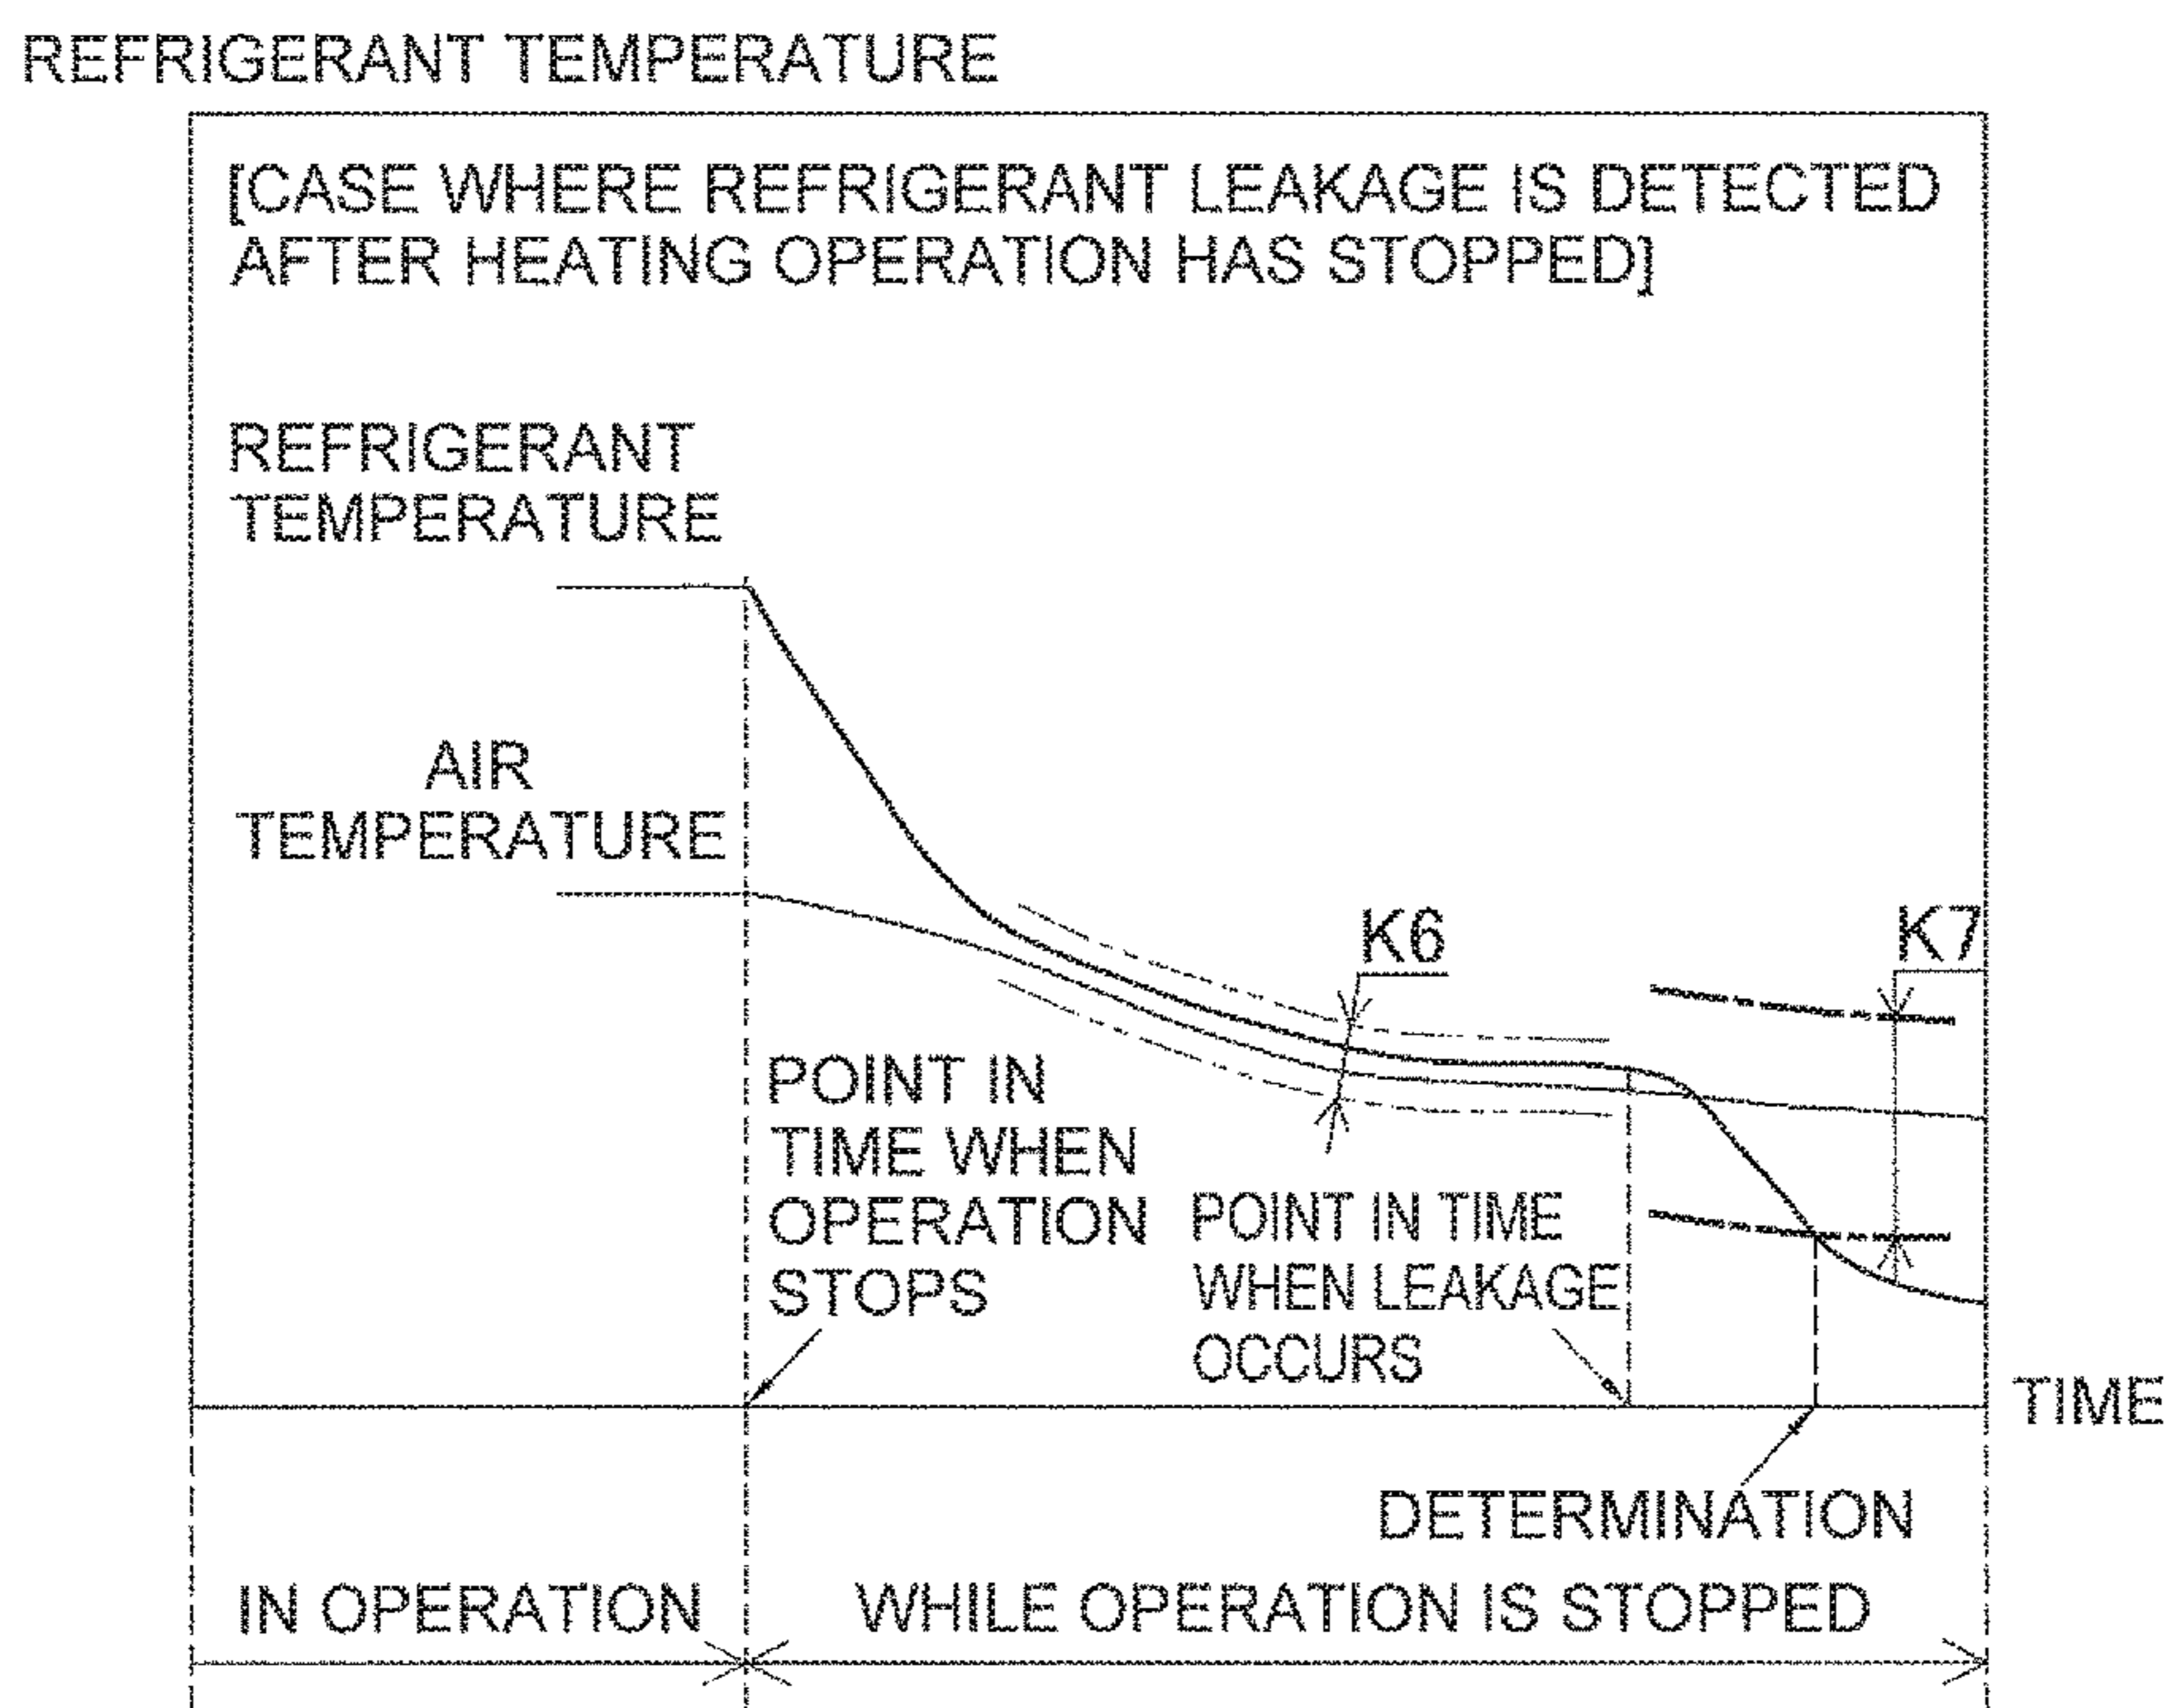 REFRIGERANT TEMPERATURE
[CASE WHERE REFRIGERANT LEAKAGE IS DETECTED
AFTER HEATING OPERATION HAS STOPPED]
REFRIGERANT
TEMPERATURE
AIR
TEMPERATURE
K6
K7
POINT IN
TIME WHEN
OPERATION
STOPS
POINT IN TIME
WHEN LEAKAGE
OCCURS
TIME
DETERMINATION
IN OPERATION
WHILE OPERATION IS STOPPED